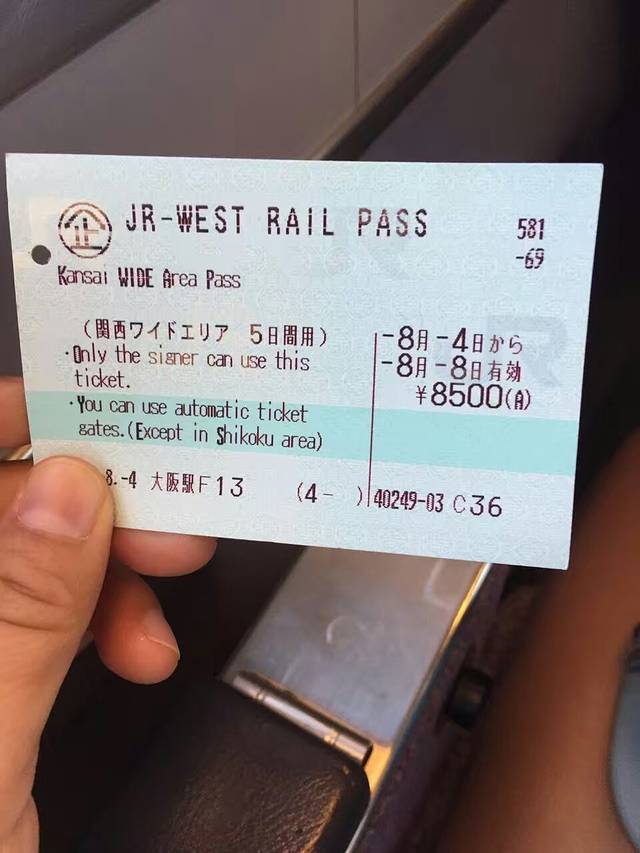 企 JR-WEST RAIL PASS
581
-69
Kansai WIDE Area Pass
(関西ワイドエリア 5日間用)
・Only the signer can use this
ticket.
・You can use automatic ticket
gates.(Except in Shikoku area)
-8月-4日から
-8月-8日有効
¥8500(A)
8.-4 大阪駅F13 (4- ) 40249-03 C36